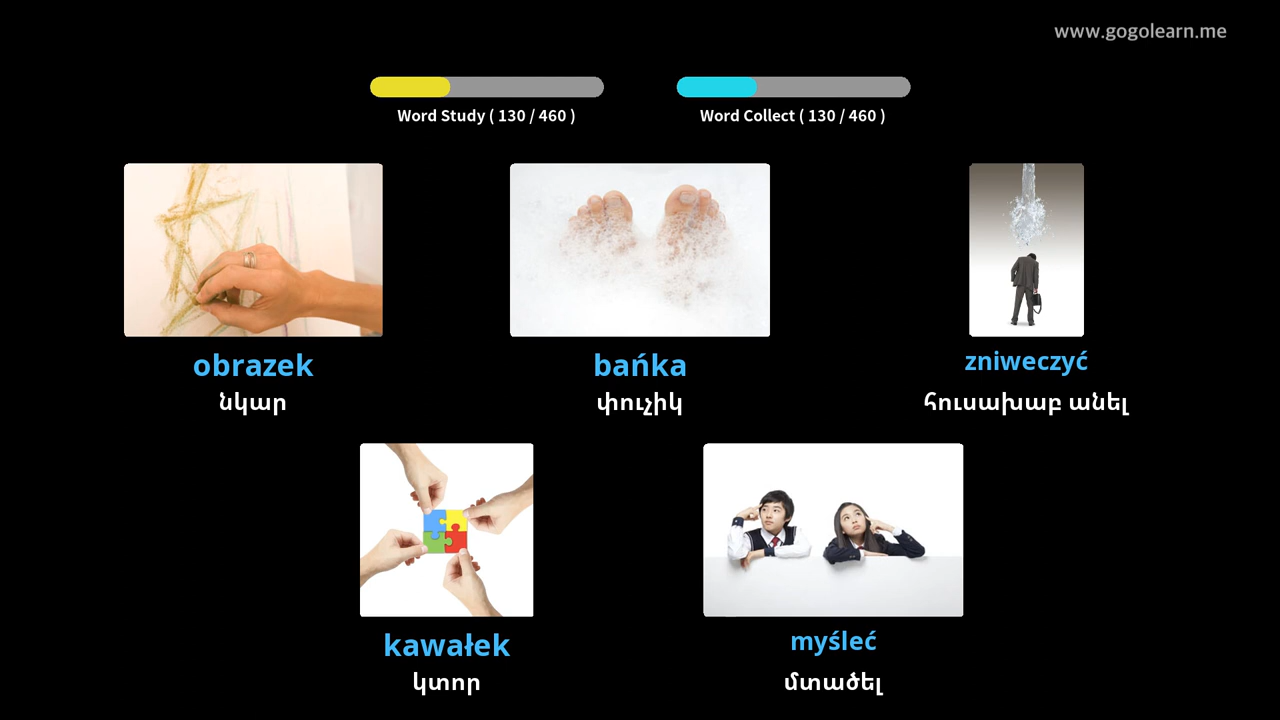 www.gogolearn.me
Word Study ( 130 / 460 )
Word Collect ( 130 / 460 )
obrazek
նկար
bańka
փուչիկ
zniweczyć
հուսախաբ անել
kawałek
կտոր
myśleć
մտածել